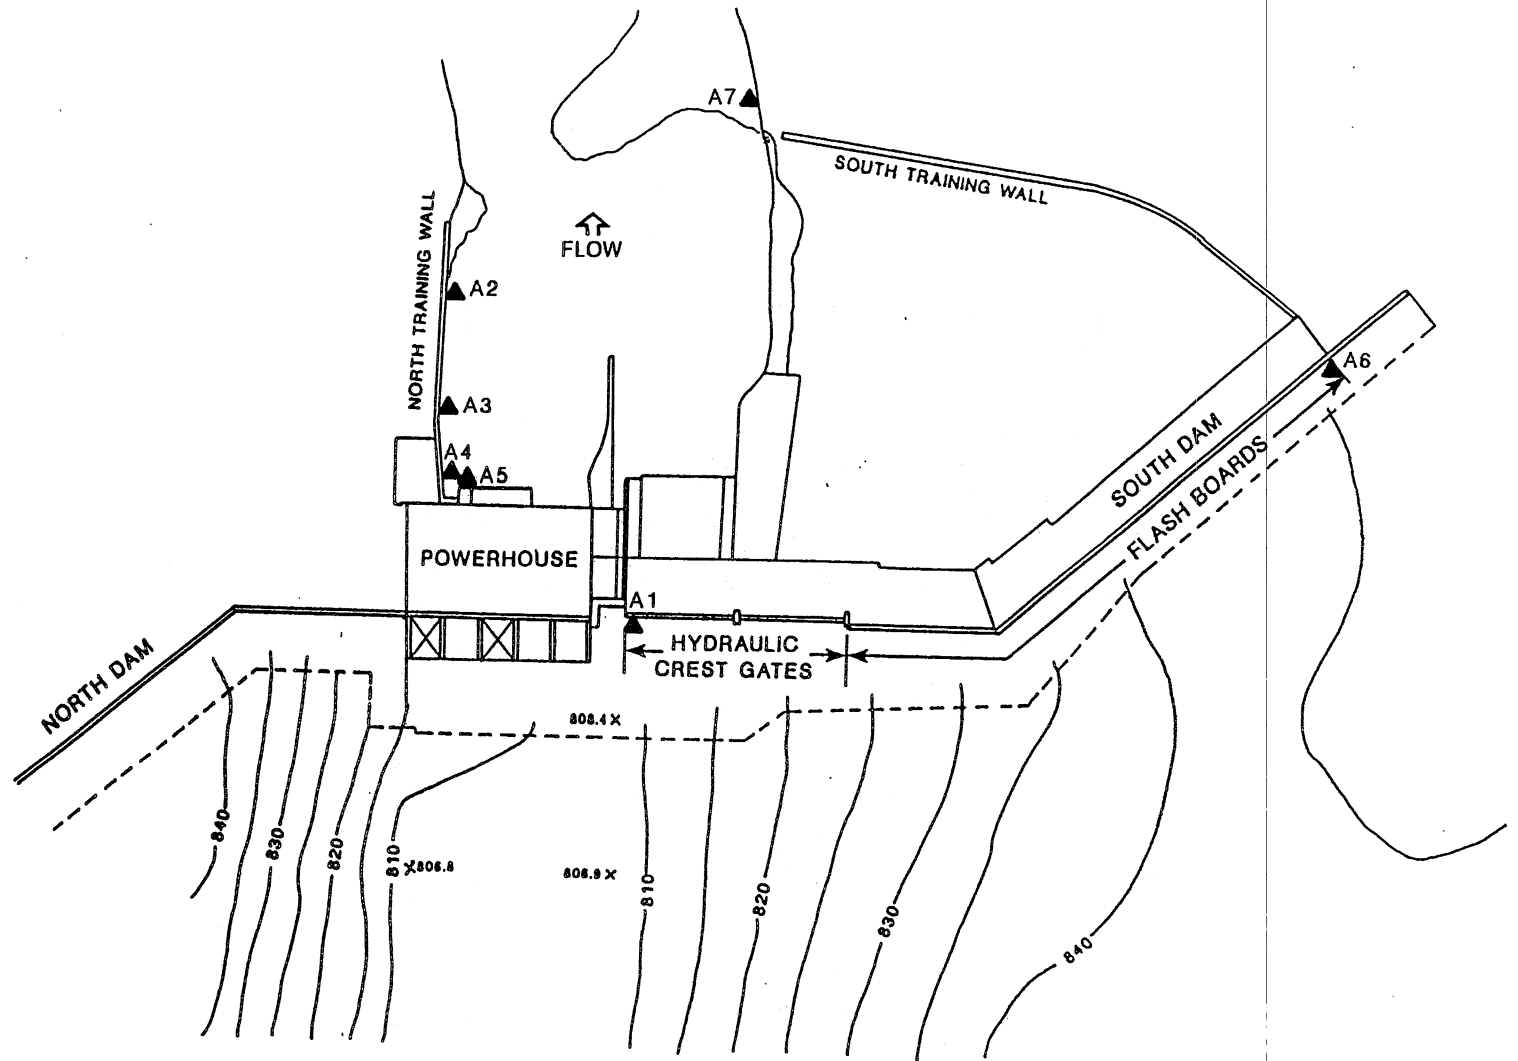 A7
SOUTH TRAINING WALL
NORTH TRAINING WALL
FLOW
A2
A6
A3
A4
A5
SOUTH DAM
FLASH BOARDS
POWERHOUSE
A1
HYDRAULIC
CREST GATES
NORTH DAM
808.4 X
840
830
820
810
X 806.8
806.9 X
810
820
830
840